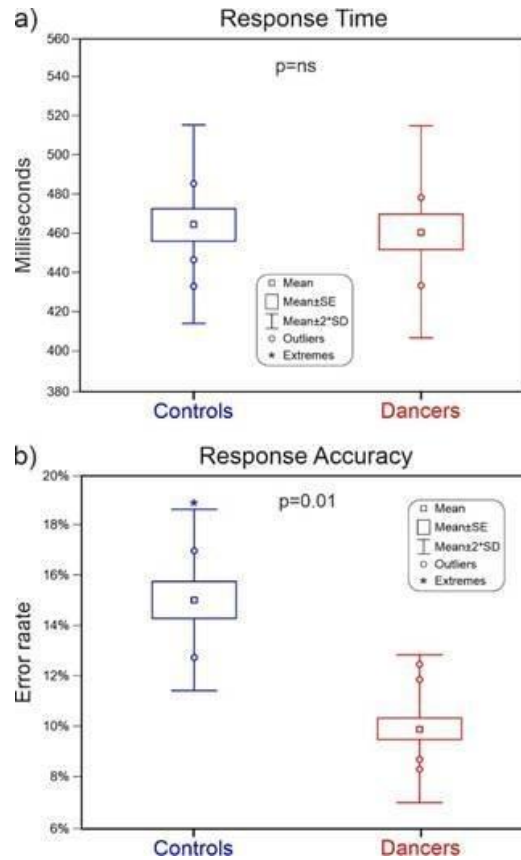 a) Response Time
560
p=ns
540
520
500
480
460
440
420
400
380
Milliseconds
Mean
Mean±SE
Mean±2*SD
Outliers
Extremes
Controls Dancers
b) Response Accuracy
20%
p=0.01
18%
16%
14%
12%
10%
8%
6%
Error raate
Mean
Mean±SE
Mean±2*SD
Outliers
Extremes
Controls Dancers